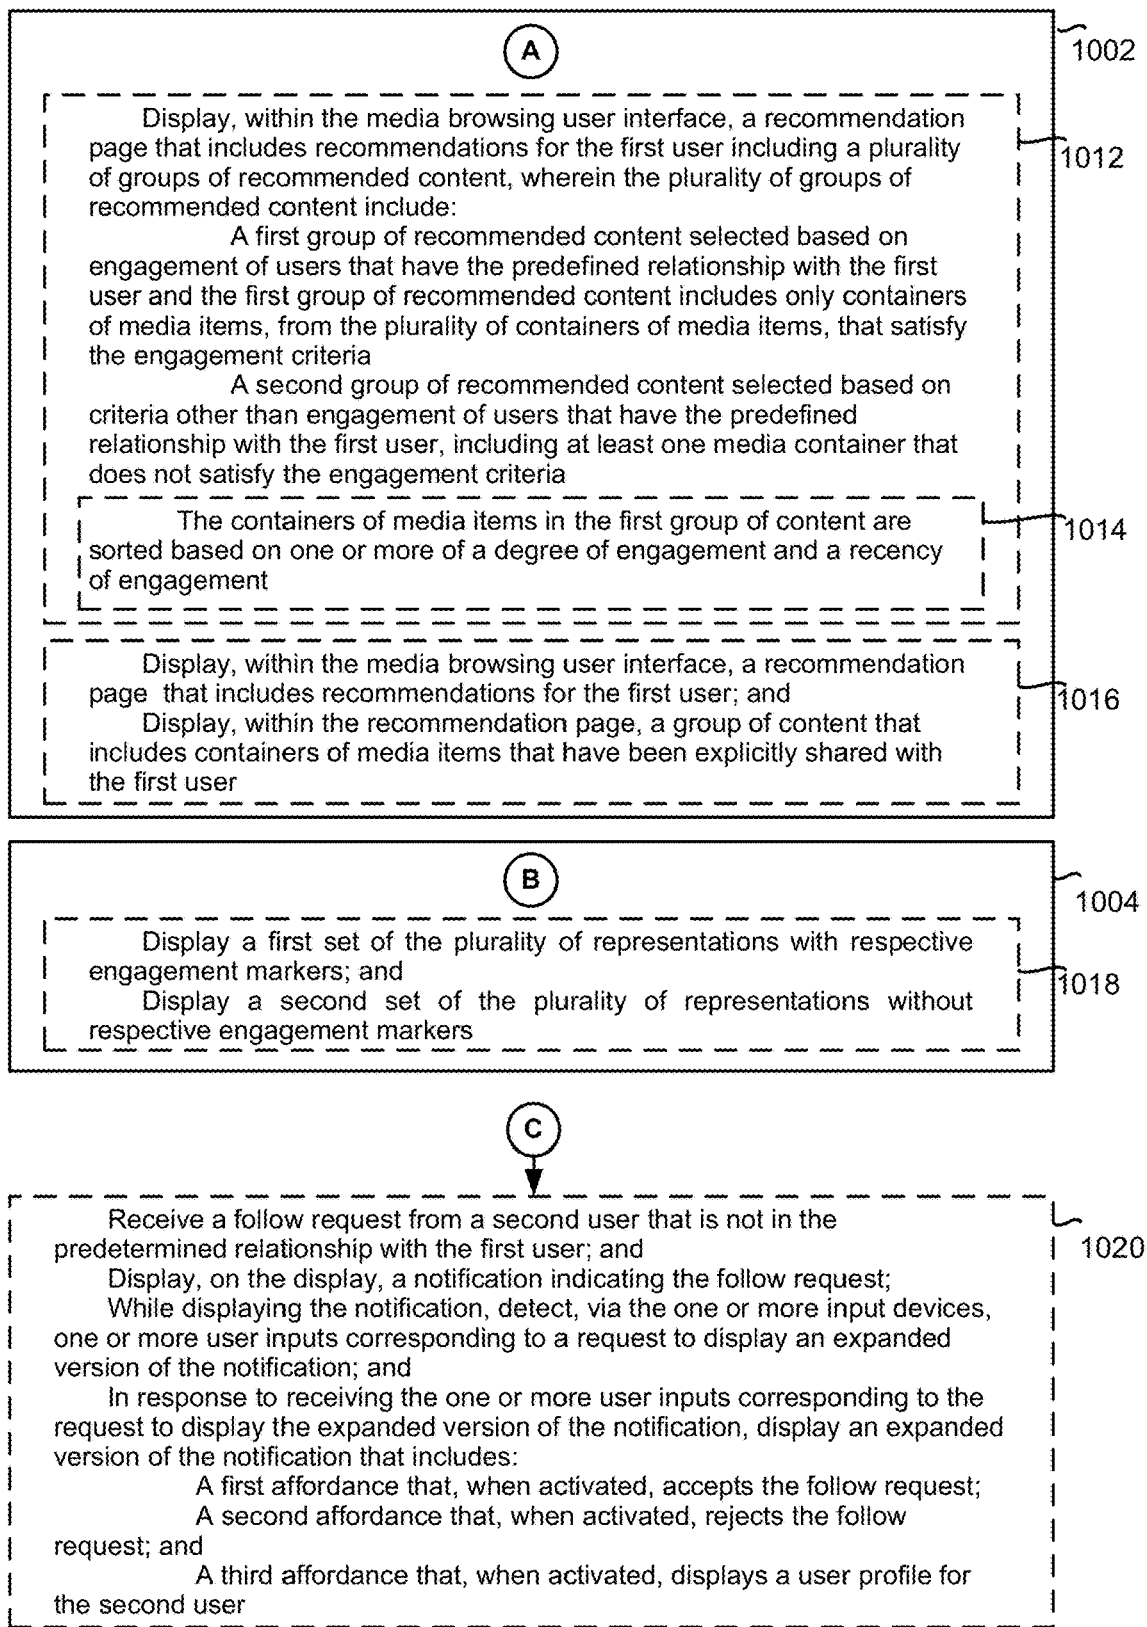 A
1002
Display, within the media browsing user interface, a recommendation
page that includes recommendations for the first user including a plurality
of groups of recommended content, wherein the plurality of groups of
recommended content include:
1012
A first group of recommended content selected based on
engagement of users that have the predefined relationship with the first
user and the first group of recommended content includes only containers
of media items, from the plurality of containers of media items, that satisfy
the engagement criteria
A second group of recommended content selected based on
criteria other than engagement of users that have the predefined
relationship with the first user, including at least one media container that
does not satisfy the engagement criteria
The containers of media items in the first group of content are
sorted based on one or more of a degree of engagement and a recency
of engagement
1014
Display, within the media browsing user interface, a recommendation
page that includes recommendations for the first user; and
Display, within the recommendation page, a group of content that
includes containers of media items that have been explicitly shared with
the first user
1016
B
1004
Display a first set of the plurality of representations with respective
engagement markers; and
Display a second set of the plurality of representations without
respective engagement markers
1018
C
Receive a follow request from a second user that is not in the
predetermined relationship with the first user; and
Display, on the display, a notification indicating the follow request;
While displaying the notification, detect, via the one or more input devices,
one or more user inputs corresponding to a request to display an expanded
version of the notification; and
In response to receiving the one or more user inputs corresponding to the
request to display the expanded version of the notification, display an expanded
version of the notification that includes:
A first affordance that, when activated, accepts the follow request;
A second affordance that, when activated, rejects the follow
request; and
A third affordance that, when activated, displays a user profile for
the second user
1020